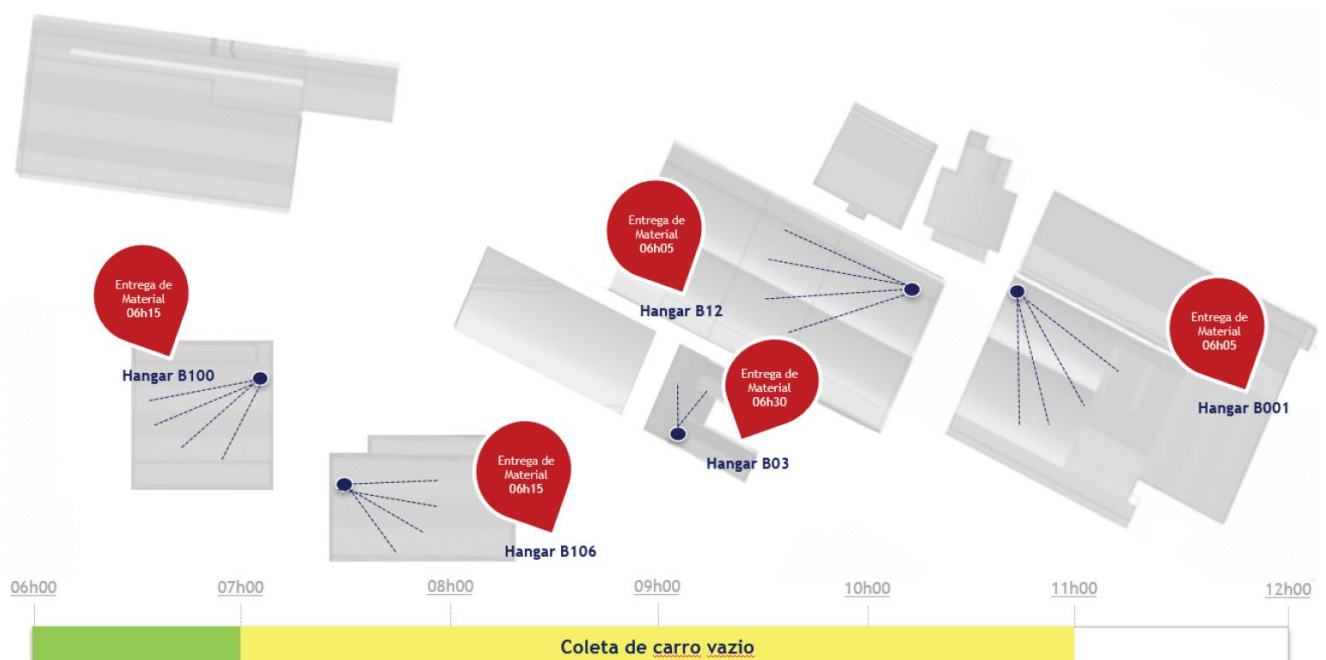 Entrega de
Material
06h05
Hangar B12
Entrega de
Material
06h15
Hangar B100
Entrega de
Material
06h05
Hangar B001
Entrega de
Material
06h30
Hangar B03
Entrega de
Material
06h15
Hangar B106
06h00
07h00
08h00
09h00
10h00
11h00
12h00
Coleta de carro vazio